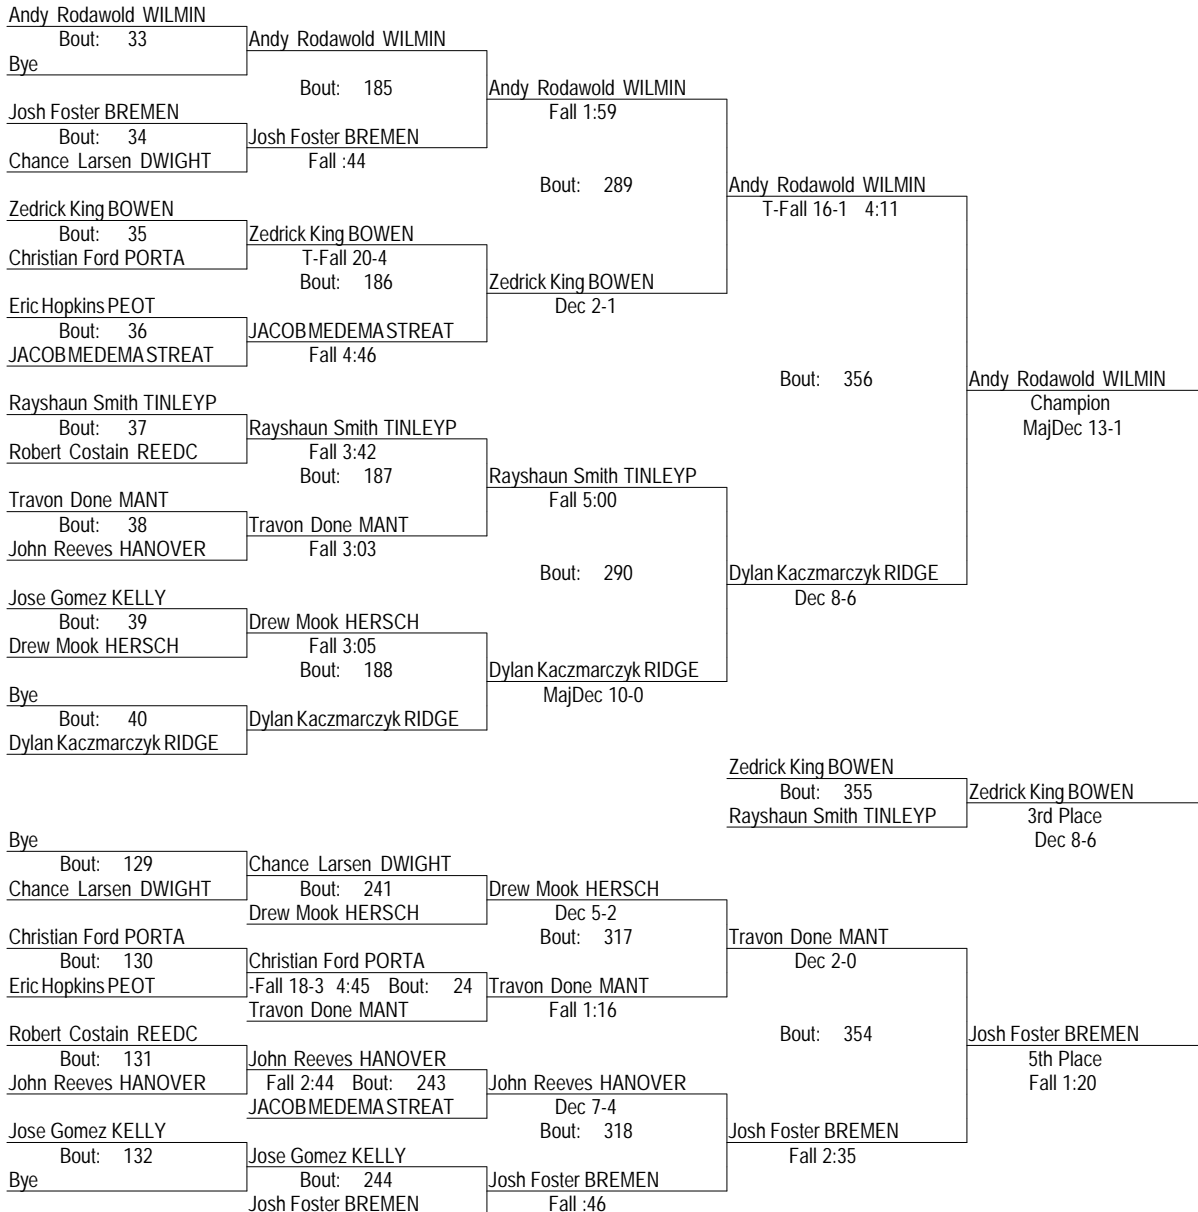 Andy Rodawold WILMIN
Bout: 33
Andy Rodawold WILMIN
Bye
Bout: 185
Andy Rodawold WILMIN
Josh Foster BREMEN
Fall 1:59
Bout: 34
Josh Foster BREMEN
Chance Larsen DWIGHT
Fall :44
Bout: 289
Andy Rodawold WILMIN
Zedrick King BOWEN
T-Fall 16-1 4:11
Bout: 35
Zedrick King BOWEN
Christian Ford PORTA
T-Fall 20-4
Bout: 186
Zedrick King BOWEN
Eric Hopkins PEOT
Dec 2-1
Bout: 36
JACOB MEDEMA STREAT
JACOB MEDEMA STREAT
Fall 4:46
Bout: 356
Andy Rodawold WILMIN
Rayshaun Smith TINLEYP
Champion
Bout: 37
Rayshaun Smith TINLEYP
MajDec 13-1
Robert Costain REEDC
Fall 3:42
Bout: 187
Rayshaun Smith TINLEYP
Travon Done MANT
Fall 5:00
Bout: 38
Travon Done MANT
John Reeves HANOVER
Fall 3:03
Bout: 290
Dylan Kaczmarczyk RIDGE
Jose Gomez KELLY
Dec 8-6
Bout: 39
Drew Mook HERSCH
Drew Mook HERSCH
Fall 3:05
Bout: 188
Dylan Kaczmarczyk RIDGE
Bye
MajDec 10-0
Bout: 40
Dylan Kaczmarczyk RIDGE
Dylan Kaczmarczyk RIDGE
Zedrick King BOWEN
Bout: 355
Zedrick King BOWEN
Rayshaun Smith TINLEYP
3rd Place
Dec 8-6
Bye
Bout: 129
Chance Larsen DWIGHT
Chance Larsen DWIGHT
Bout: 241
Drew Mook HERSCH
Drew Mook HERSCH
Dec 5-2
Christian Ford PORTA
Bout: 317
Travon Done MANT
Bout: 130
Christian Ford PORTA
Dec 2-0
Eric Hopkins PEOT
-Fall 18-3 4:45 Bout: 24
Travon Done MANT
Travon Done MANT
Fall 1:16
Robert Costain REEDC
Bout: 354
Josh Foster BREMEN
Bout: 131
John Reeves HANOVER
5th Place
John Reeves HANOVER
Fall 2:44 Bout: 243
John Reeves HANOVER
Fall 1:20
JACOB MEDEMA STREAT
Dec 7-4
Jose Gomez KELLY
Bout: 318
Josh Foster BREMEN
Bout: 132
Jose Gomez KELLY
Fall 2:35
Bye
Bout: 244
Josh Foster BREMEN
Josh Foster BREMEN
Fall :46